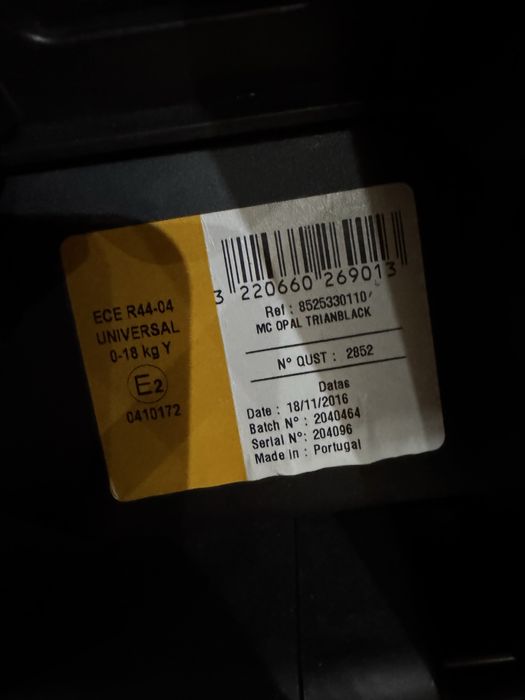 ECE R44-04
UNIVERSAL
0-18 kg Y
E2
0410172
3 220660 269013
Ref : 8525330110
MC OPAL TRIANBLACK
N° QUST : 2852
Datas
Date : 18/11/2016
Batch N° : 2040464
Serial N°: 204096
Made in : Portugal